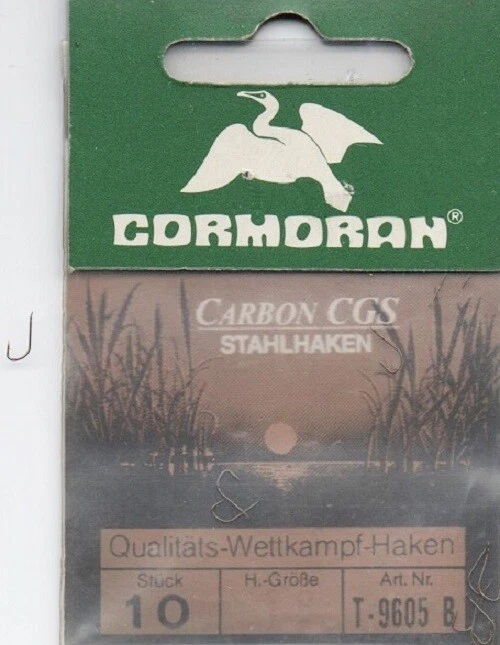 CORMORAN®
CARBON CGS
STAHLHAKEN
Qualitäts-Wettkampf-Haken
Stück H.-Größe Art. Nr.
10 T-9605 B